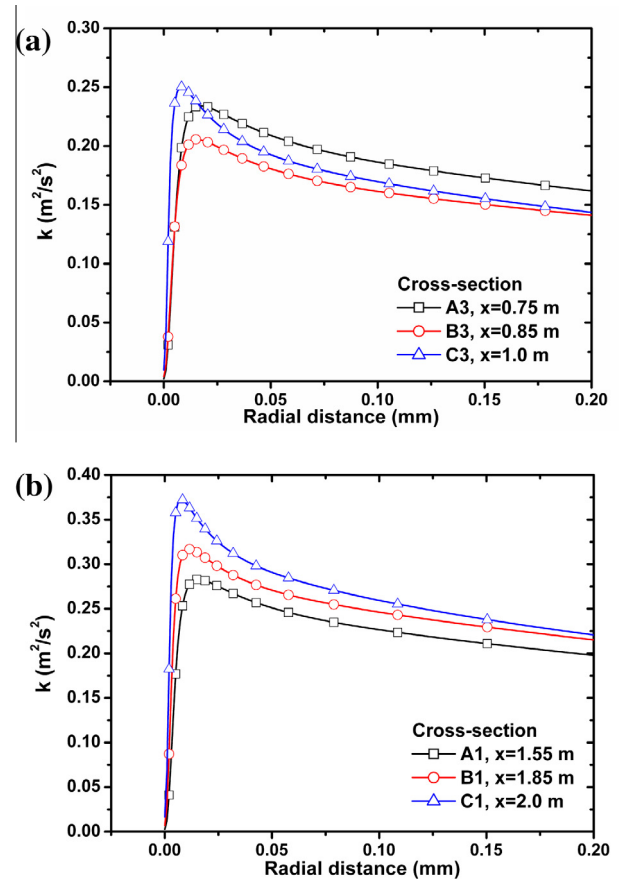 (a)
0.30
0.25
0.20
0.15
0.10
0.05
0.00
k (m²/s²)
Cross-section
A3, x=0.75 m
B3, x=0.85 m
C3, x=1.0 m
0.00 0.05 0.10 0.15 0.20
Radial distance (mm)
(b)
0.40
0.35
0.30
0.25
0.20
0.15
0.10
0.05
0.00
k (m²/s²)
Cross-section
A1, x=1.55 m
B1, x=1.85 m
C1, x=2.0 m
0.00 0.05 0.10 0.15 0.20
Radial distance (mm)